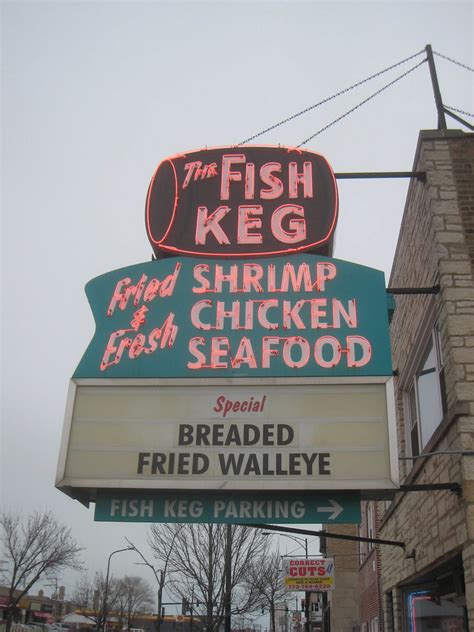 THE FISH
KEG
Fried SHRIMP
& CHICKEN
Fresh SEAFOOD
Special
BREADED
FRIED WALLEYE
FISH KEG PARKING →
CORRECT
CUTS